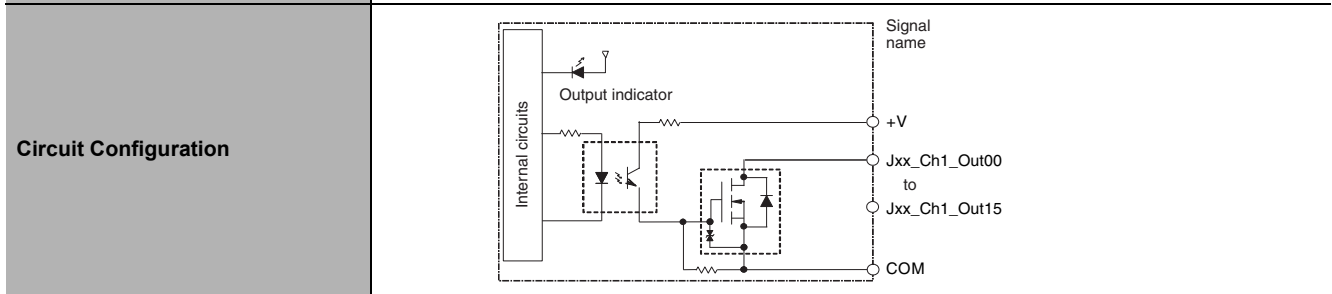 Circuit Configuration
Signal
name
Output indicator
Internal circuits
+V
Jxx_Ch1_Out00
to
Jxx_Ch1_Out15
COM